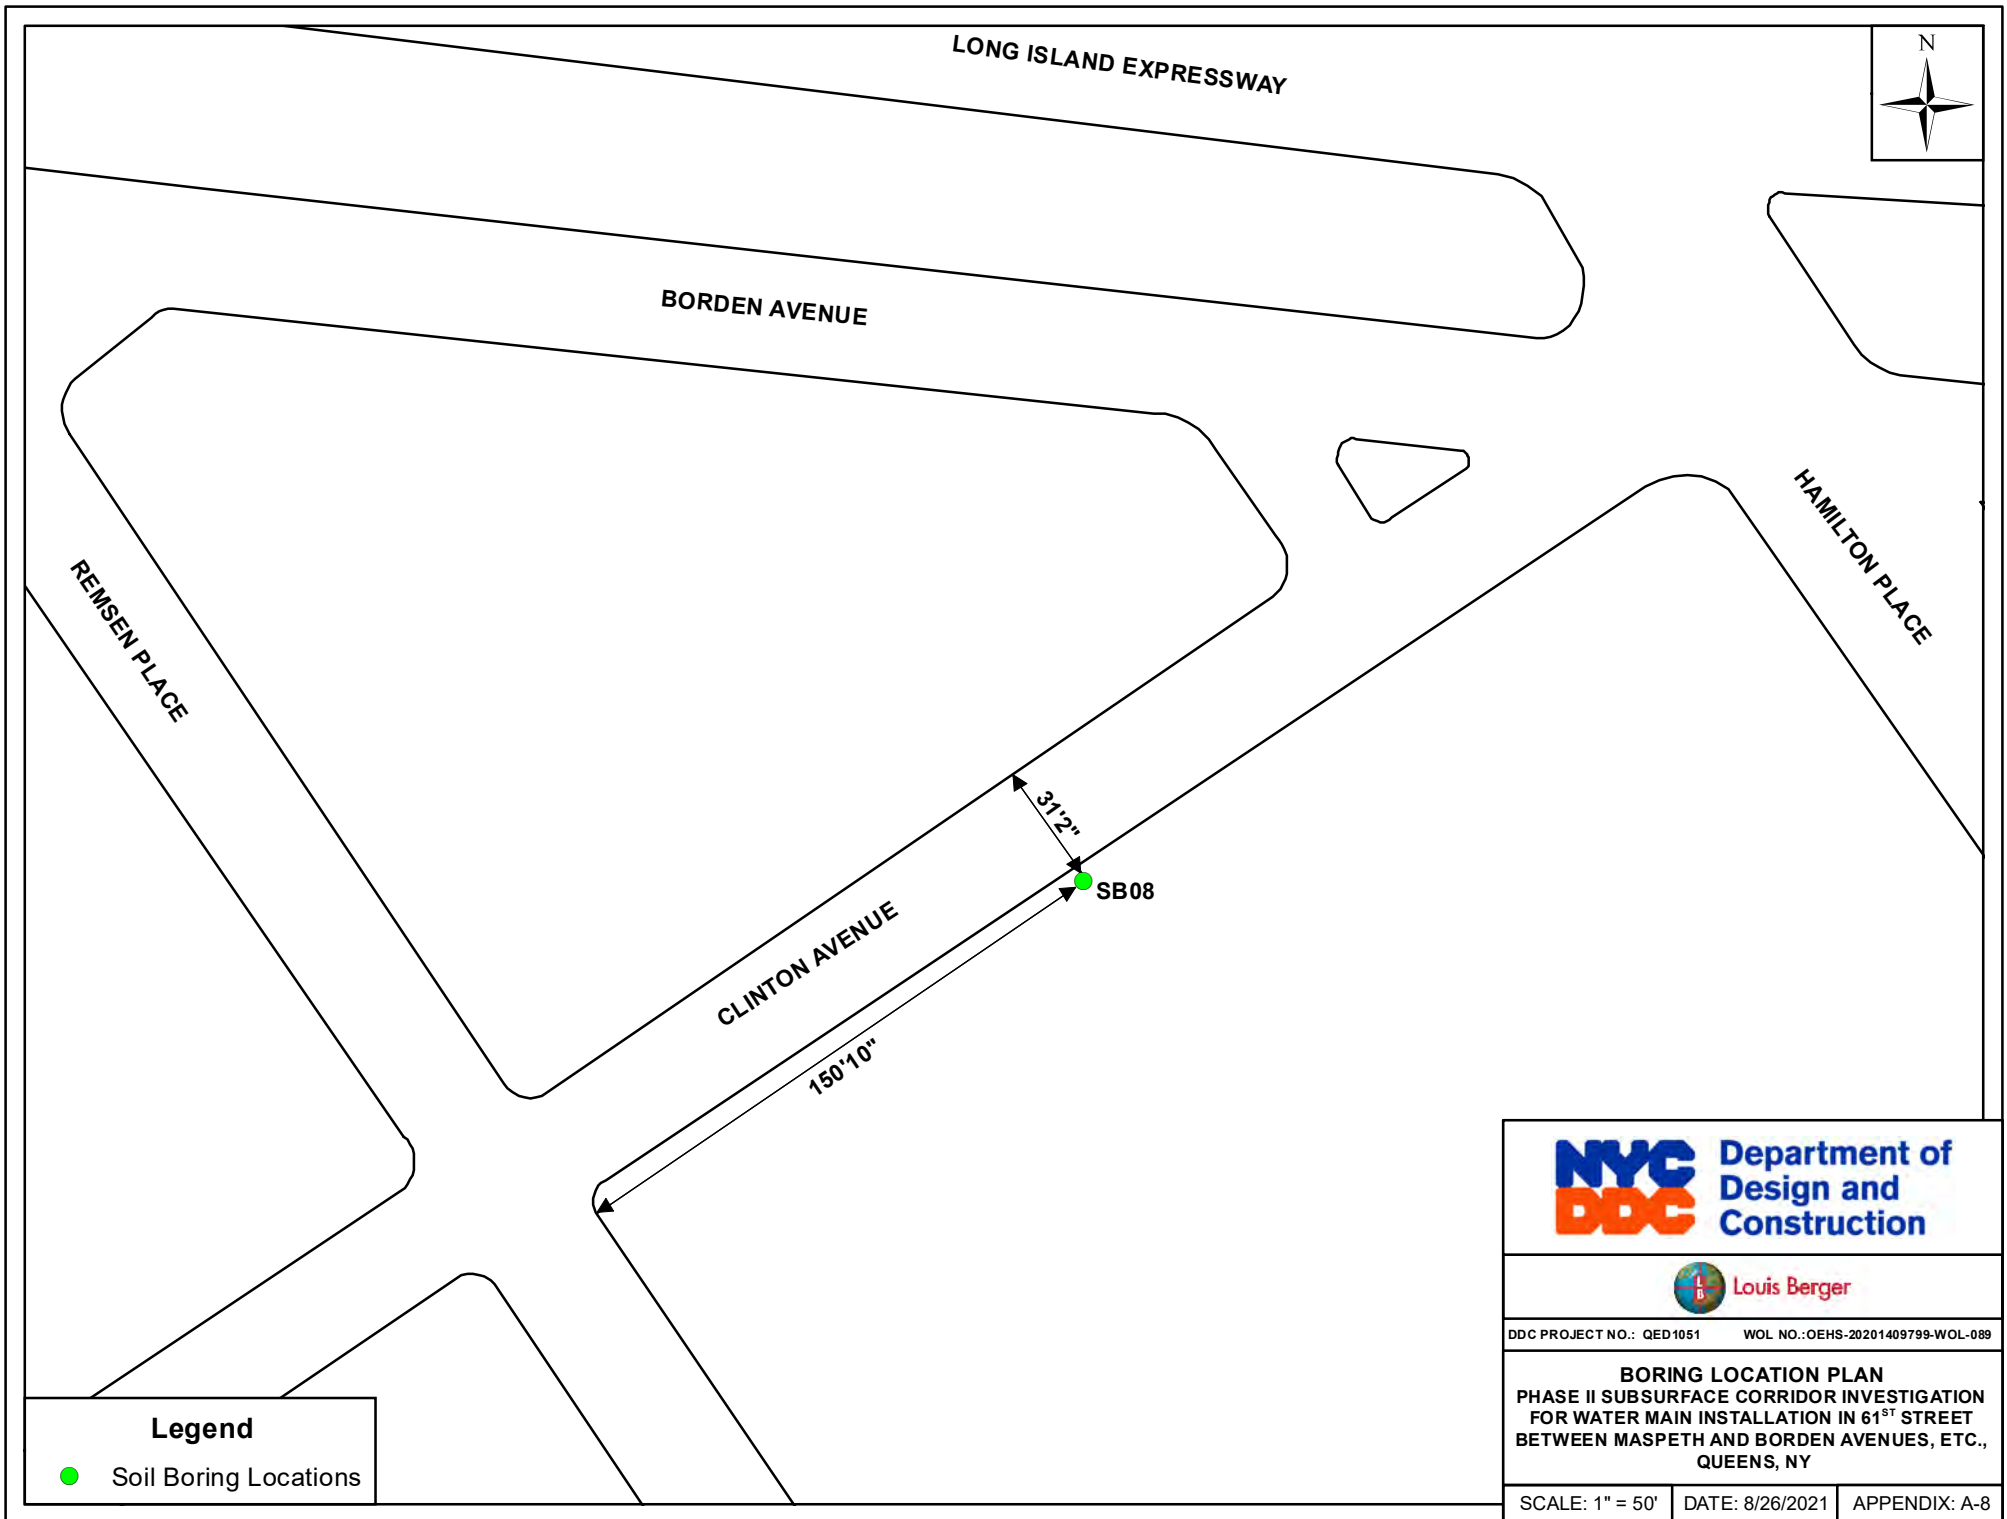 LONG ISLAND EXPRESSWAY
N
BORDEN AVENUE
HAMILTON PLACE
REMSEN PLACE
31'2"
SB08
CLINTON AVENUE
150'10"
NYC
DDC
Department of
Design and
Construction
L
B
Louis Berger
DDC PROJECT NO.: QED1051 WOL NO.:OEHS-20201409799-WOL-089
BORING LOCATION PLAN
PHASE II SUBSURFACE CORRIDOR INVESTIGATION
FOR WATER MAIN INSTALLATION IN 61ST STREET
BETWEEN MASPETH AND BORDEN AVENUES, ETC.,
QUEENS, NY
SCALE: 1" = 50' DATE: 8/26/2021 APPENDIX: A-8
Legend
Soil Boring Locations